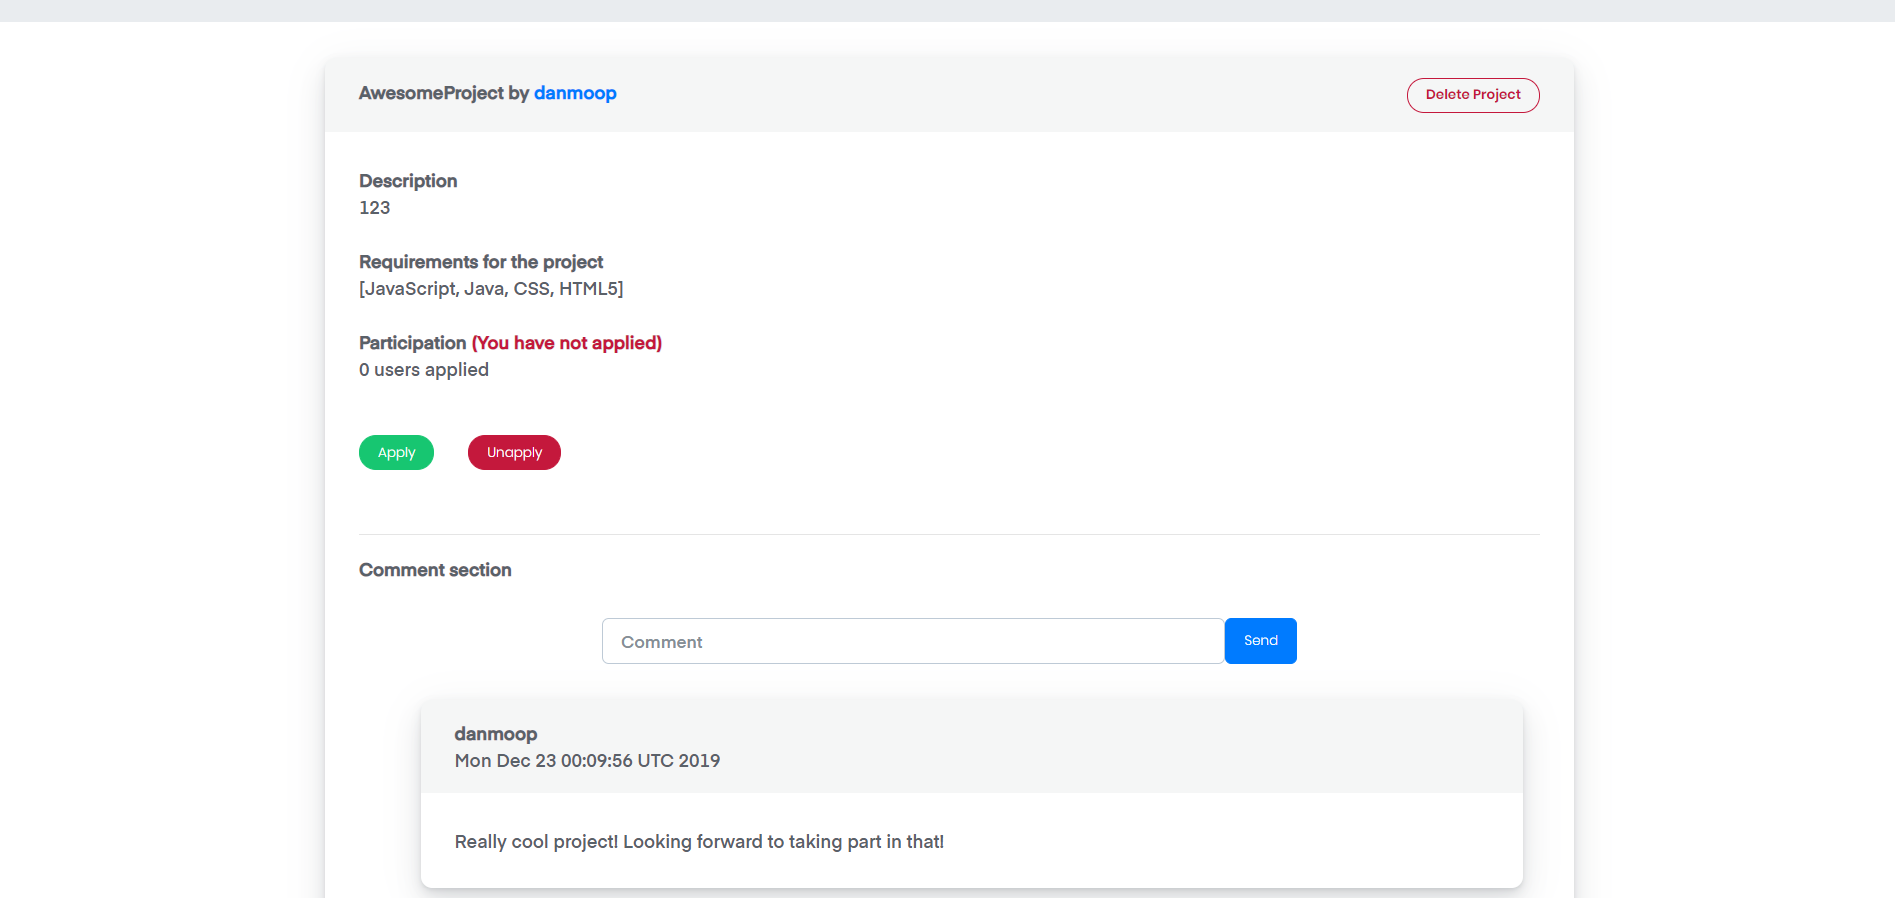 AwesomeProject by danmoop
Delete Project
Description
123
Requirements for the project
[JavaScript, Java, CSS, HTML5]
Participation (You have not applied)
0 users applied
Apply
Unapply
Comment section
Comment
Send
danmoop
Mon Dec 23 00:09:56 UTC 2019
Really cool project! Looking forward to taking part in that!